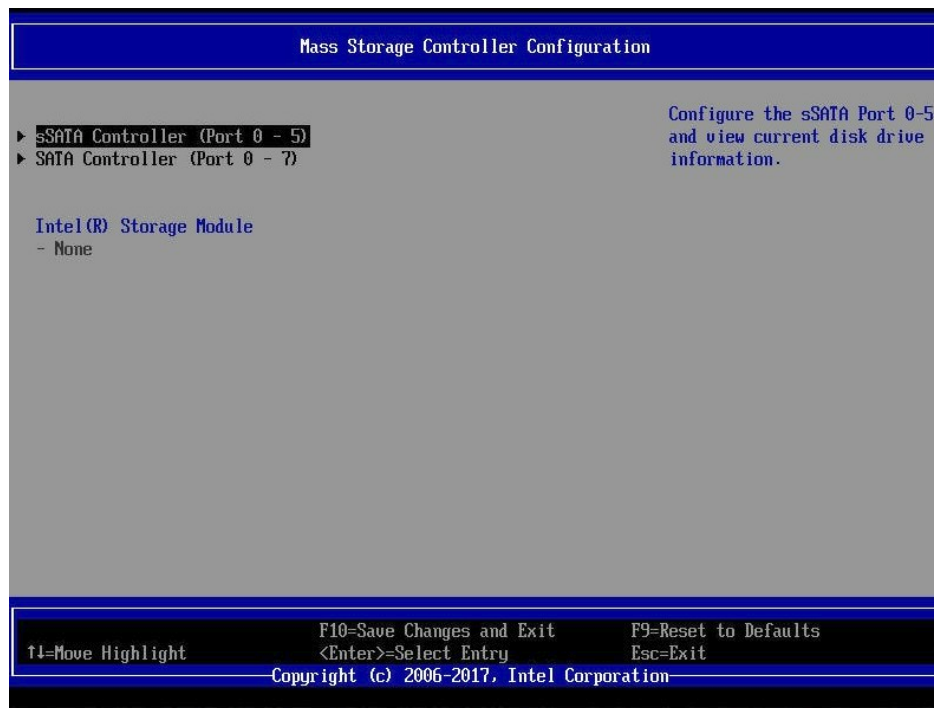 Mass Storage Controller Configuration
▶ sSATA Controller (Port 0 - 5)
▶ SATA Controller (Port 0 - 7)
Intel(R) Storage Module
- None
Configure the sSATA Port 0-5
and view current disk drive
information.
F10=Save Changes and Exit F9=Reset to Defaults
↑↓=Move Highlight <Enter>=Select Entry Esc=Exit
Copyright (c) 2006-2017, Intel Corporation